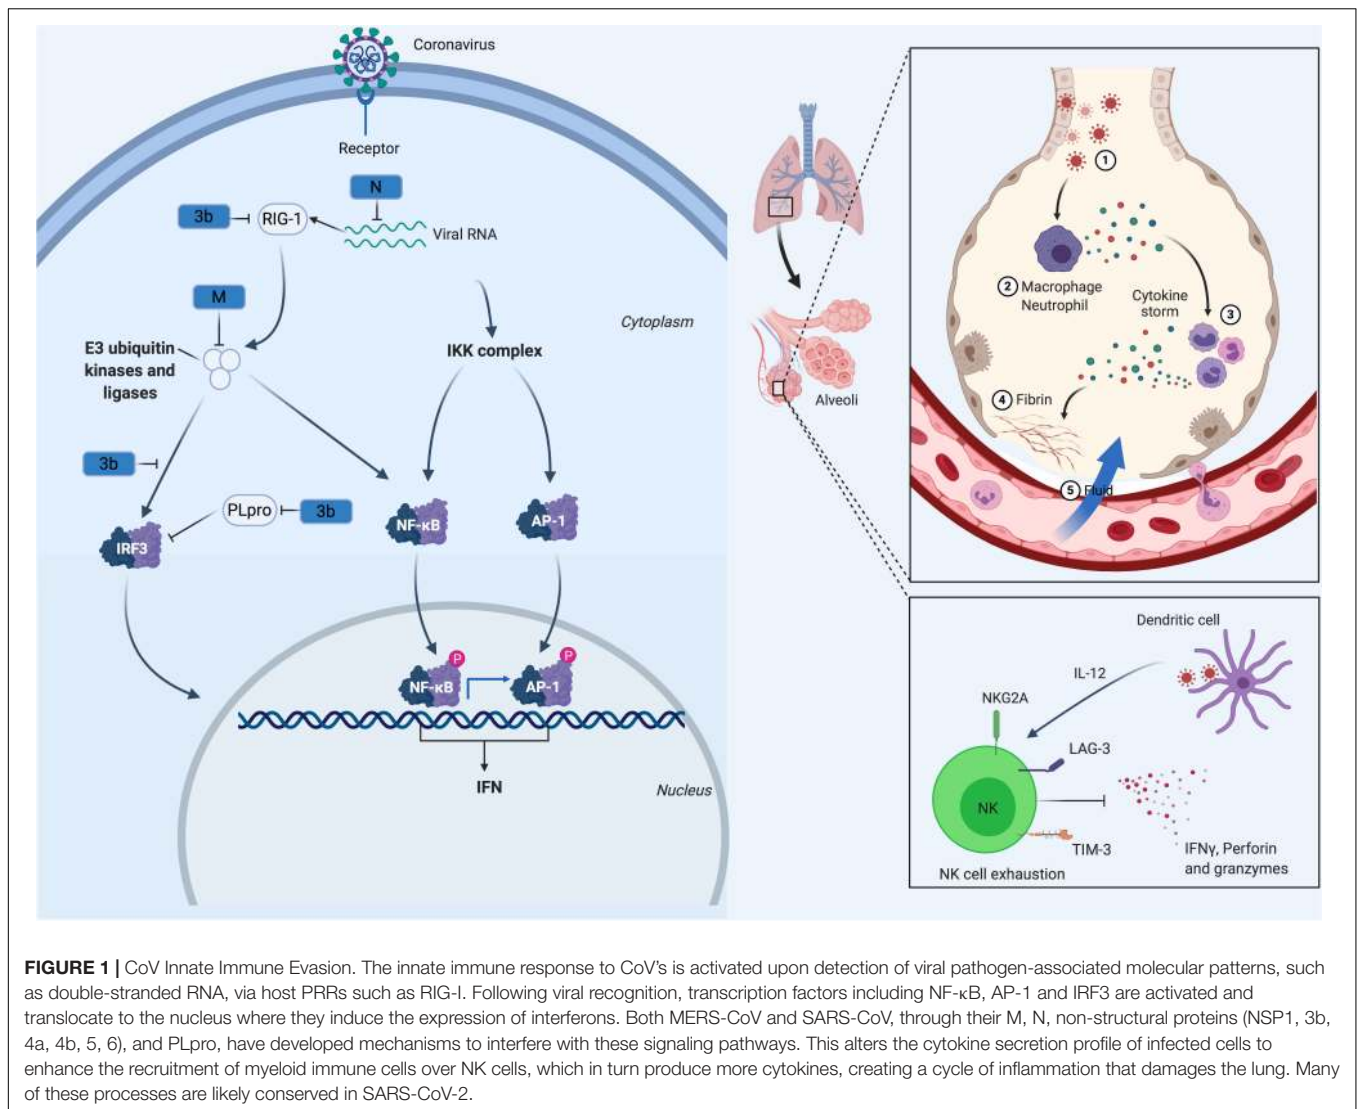 Coronavirus
Receptor
N
3b
RIG-1
Viral RNA
M
Cytoplasm
E3 ubiquitin
kinases and
ligases
IKK complex
3b
PLpro
3b
IRF3
NF-κB
AP-1
P
P
NF-κB
AP-1
IFN
Nucleus
Alveoli
1
2 Macrophage
Neutrophil
Cytokine
storm
3
4 Fibrin
5 Fluid
Dendritic cell
IL-12
NKG2A
LAG-3
NK
TIM-3
IFNγ, Perforin
and granzymes
NK cell exhaustion
FIGURE 1 | CoV Innate Immune Evasion. The innate immune response to CoV's is activated upon detection of viral pathogen-associated molecular patterns, such
as double-stranded RNA, via host PRRs such as RIG-I. Following viral recognition, transcription factors including NF-κB, AP-1 and IRF3 are activated and
translocate to the nucleus where they induce the expression of interferons. Both MERS-CoV and SARS-CoV, through their M, N, non-structural proteins (NSP1, 3b,
4a, 4b, 5, 6), and PLpro, have developed mechanisms to interfere with these signaling pathways. This alters the cytokine secretion profile of infected cells to
enhance the recruitment of myeloid immune cells over NK cells, which in turn produce more cytokines, creating a cycle of inflammation that damages the lung. Many
of these processes are likely conserved in SARS-CoV-2.